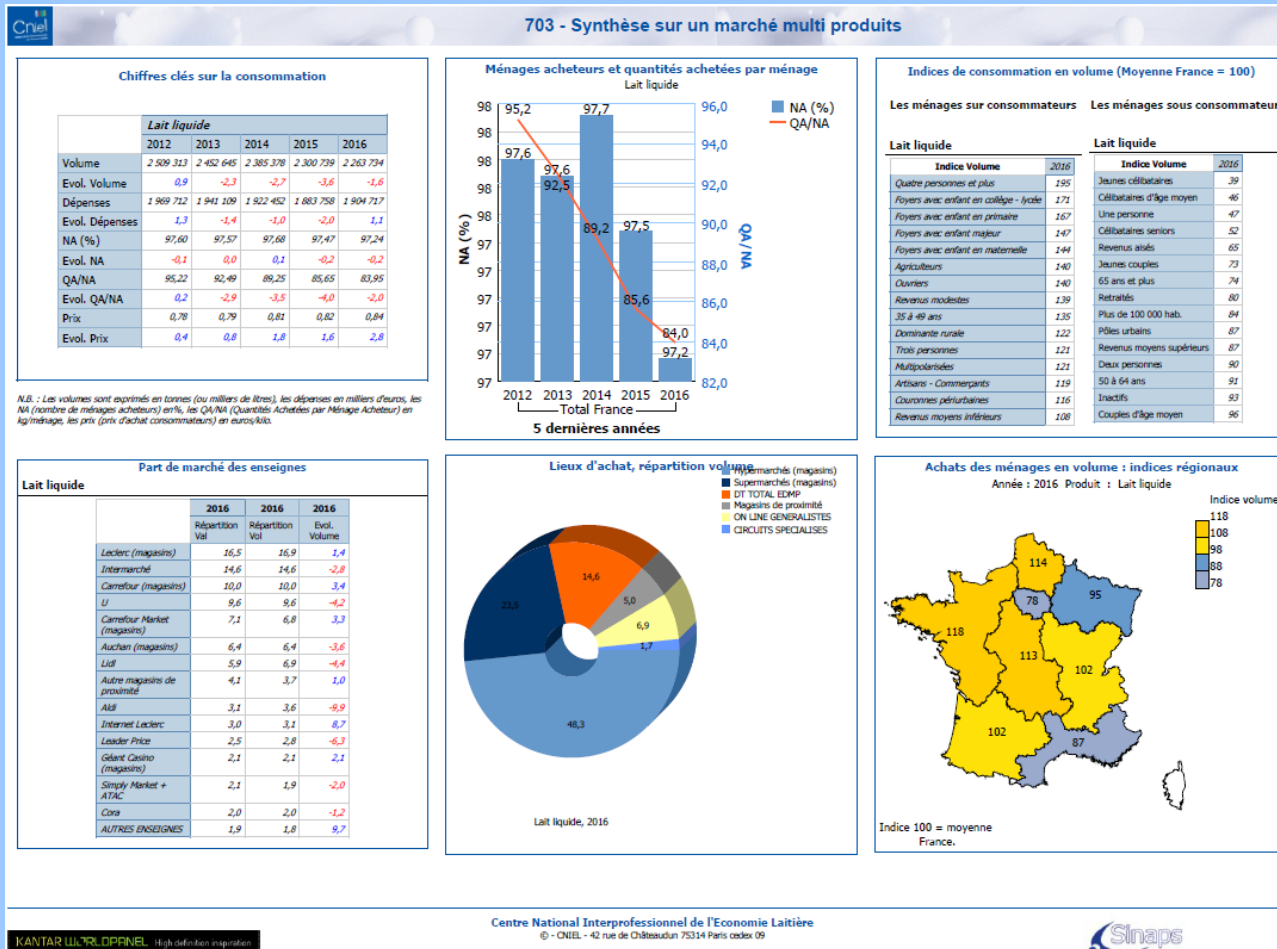 Cniel
703 - Synthèse sur un marché multi produits
Chiffres clés sur la consommation
Lait liquide
2012 2013 2014 2015 2016
Volume 2 509 313 2 452 645 2 385 378 2 300 739 2 263 734
Evol. Volume 0,9 -2,3 -2,7 -3,6 -1,6
Dépenses 1 969 712 1 941 109 1 922 452 1 883 758 1 904 717
Evol. Dépenses 1,3 -1,4 -1,0 -2,0 1,1
NA (%) 97,60 97,57 97,68 97,47 97,24
Evol. NA -0,1 0,0 0,1 -0,2 -0,2
QA/NA 95,22 92,49 89,25 85,65 83,95
Evol. QA/NA 0,2 -2,9 -3,5 -4,0 -2,0
Prix 0,78 0,79 0,81 0,82 0,84
Evol. Prix 0,4 0,8 1,8 1,6 2,8
N.B. : Les volumes sont exprimés en tonnes (ou milliers de litres), les dépenses en milliers d'euros, les
NA (nombre de ménages acheteurs) en%, les QA/NA (Quantités Achetées par Ménage Acheteur) en
kg/ménage, les prix (prix d'achat consommateurs) en euros/kilo.
Ménages acheteurs et quantités achetées par ménage
Lait liquide
NA (%)
QA/NA
98
98
98
98
98
97
97
97
97
97
97
NA (%)
95,2
97,6
97,6
92,5
97,7
89,2
97,5
85,6
84,0
97,2
96,0
94,0
92,0
90,0
88,0
86,0
84,0
82,0
QA/NA
2012 2013 2014 2015 2016
Total France
5 dernières années
Indices de consommation en volume (Moyenne France = 100)
Les ménages sur consommateurs
Lait liquide
Indice Volume 2016
Quatre personnes et plus 195
Foyers avec enfant en collège - lycée 171
Foyers avec enfant en primaire 167
Foyers avec enfant majeur 147
Foyers avec enfant en maternelle 144
Agriculteurs 140
Ouvriers 140
Revenus modestes 139
35 à 49 ans 135
Dominante rurale 122
Trois personnes 121
Multipolarisées 121
Artisans - Commerçants 119
Couronnes périurbaines 116
Revenus moyens inférieurs 108
Les ménages sous consommateur
Lait liquide
Indice Volume 2016
Jeunes célibataires 39
Célibataires d'âge moyen 46
Une personne 47
Célibataires seniors 52
Revenus aisés 65
Jeunes couples 73
65 ans et plus 74
Retraités 80
Plus de 100 000 hab. 84
Pôles urbains 87
Revenus moyens supérieurs 87
Deux personnes 90
50 à 64 ans 91
Inactifs 93
Couples d'âge moyen 96
Part de marché des enseignes
Lait liquide
2016 2016 2016
Répartition Val Répartition Vol Evol. Volume
Leclerc (magasins) 16,5 16,9 1,4
Intermarché 14,6 14,6 -2,8
Carrefour (magasins) 10,0 10,0 3,4
U 9,6 9,6 -4,2
Carrefour Market (magasins) 7,1 6,8 3,3
Auchan (magasins) 6,4 6,4 -3,6
Lidl 5,9 6,9 -4,4
Autre magasins de proximité 4,1 3,7 1,0
Aldi 3,1 3,6 -9,9
Internet Leclerc 3,0 3,1 8,7
Leader Price 2,5 2,8 -6,3
Géant Casino (magasins) 2,1 2,1 2,1
Simply Market + ATAC 2,1 1,9 -2,0
Cora 2,0 2,0 -1,2
AUTRES ENSEIGNES 1,9 1,8 9,7
Lieux d'achat, répartition volume
Hypermarchés (magasins)
Supermarchés (magasins)
DT TOTAL EDMP
Magasins de proximité
ON LINE GENERALISTES
CIRCUITS SPECIALISES
14,6
23,5
5,0
6,9
1,7
48,3
Lait liquide, 2016
Achats des ménages en volume : indices régionaux
Année : 2016 Produit : Lait liquide
Indice volume
118
108
98
88
78
114
78
95
118
113
102
102
87
Indice 100 = moyenne
France.
Centre National Interprofessionnel de l'Economie Laitière
© - CNIEL - 42 rue de Châteaudun 75314 Paris cedex 09
KANTAR WORLDPANEL High definition inspiration
Sinaps